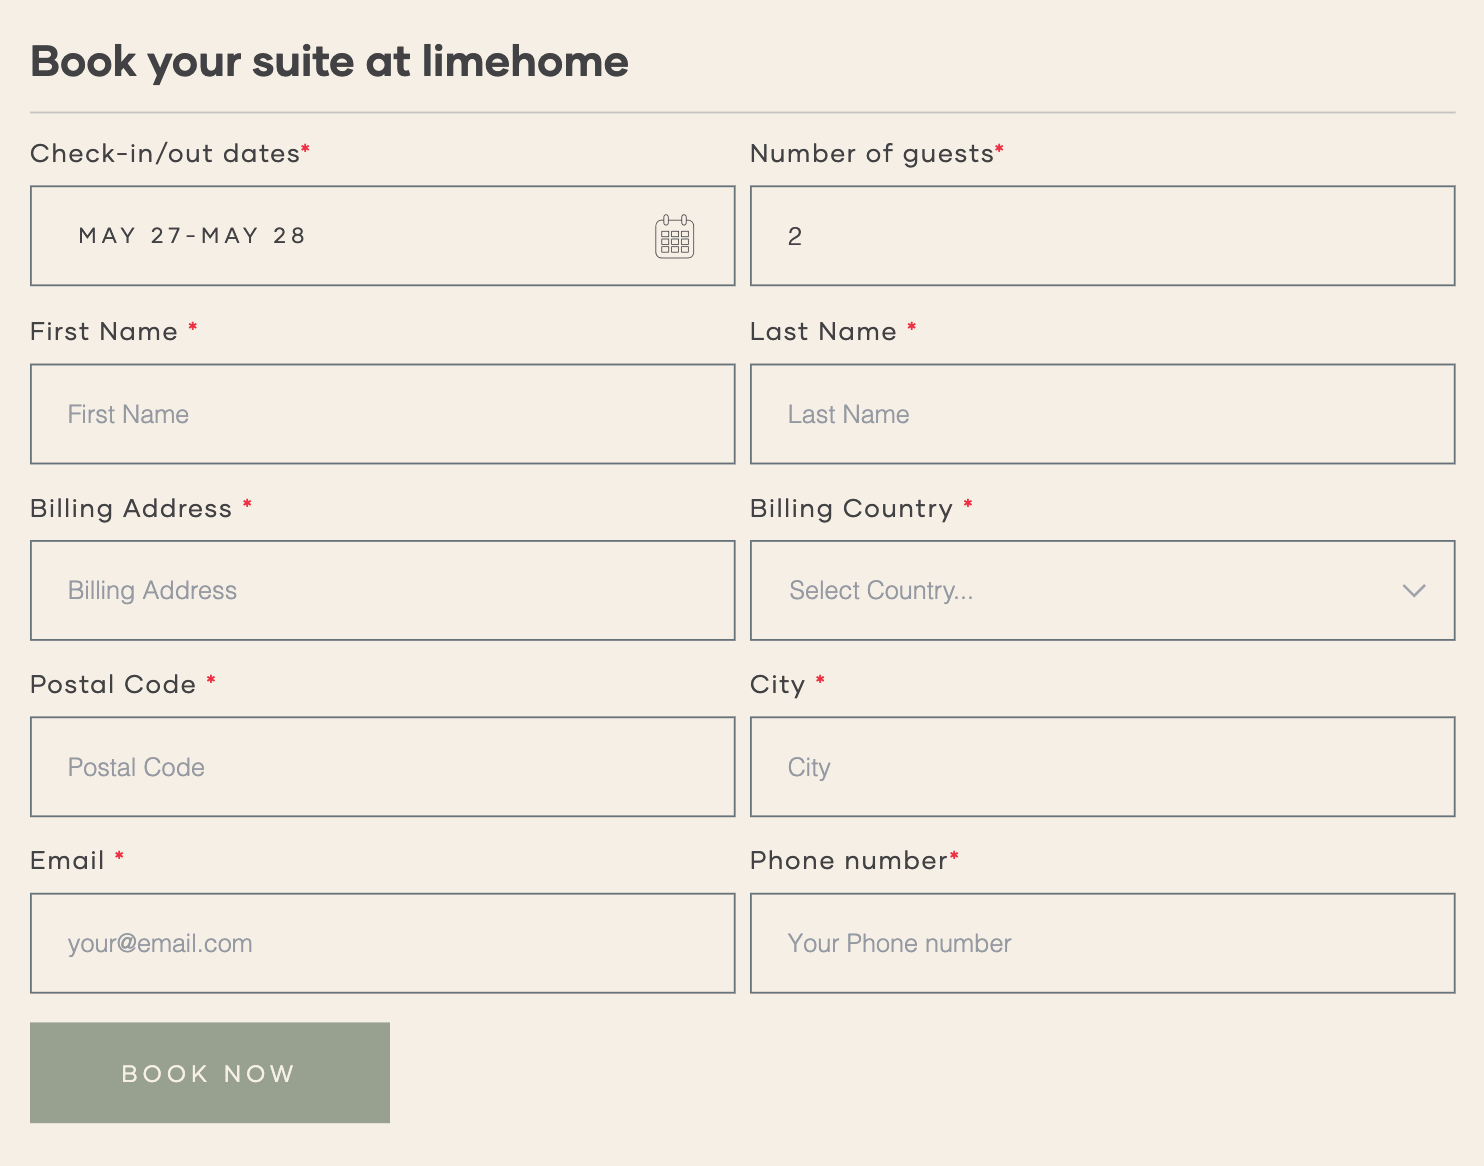 Book your suite at limehome
Check-in/out dates*
Number of guests*
MAY 27-MAY 28
2
First Name *
Last Name *
First Name
Last Name
Billing Address *
Billing Country *
Billing Address
Select Country...
Postal Code *
City *
Postal Code
City
Email *
Phone number*
your@email.com
Your Phone number
BOOK NOW